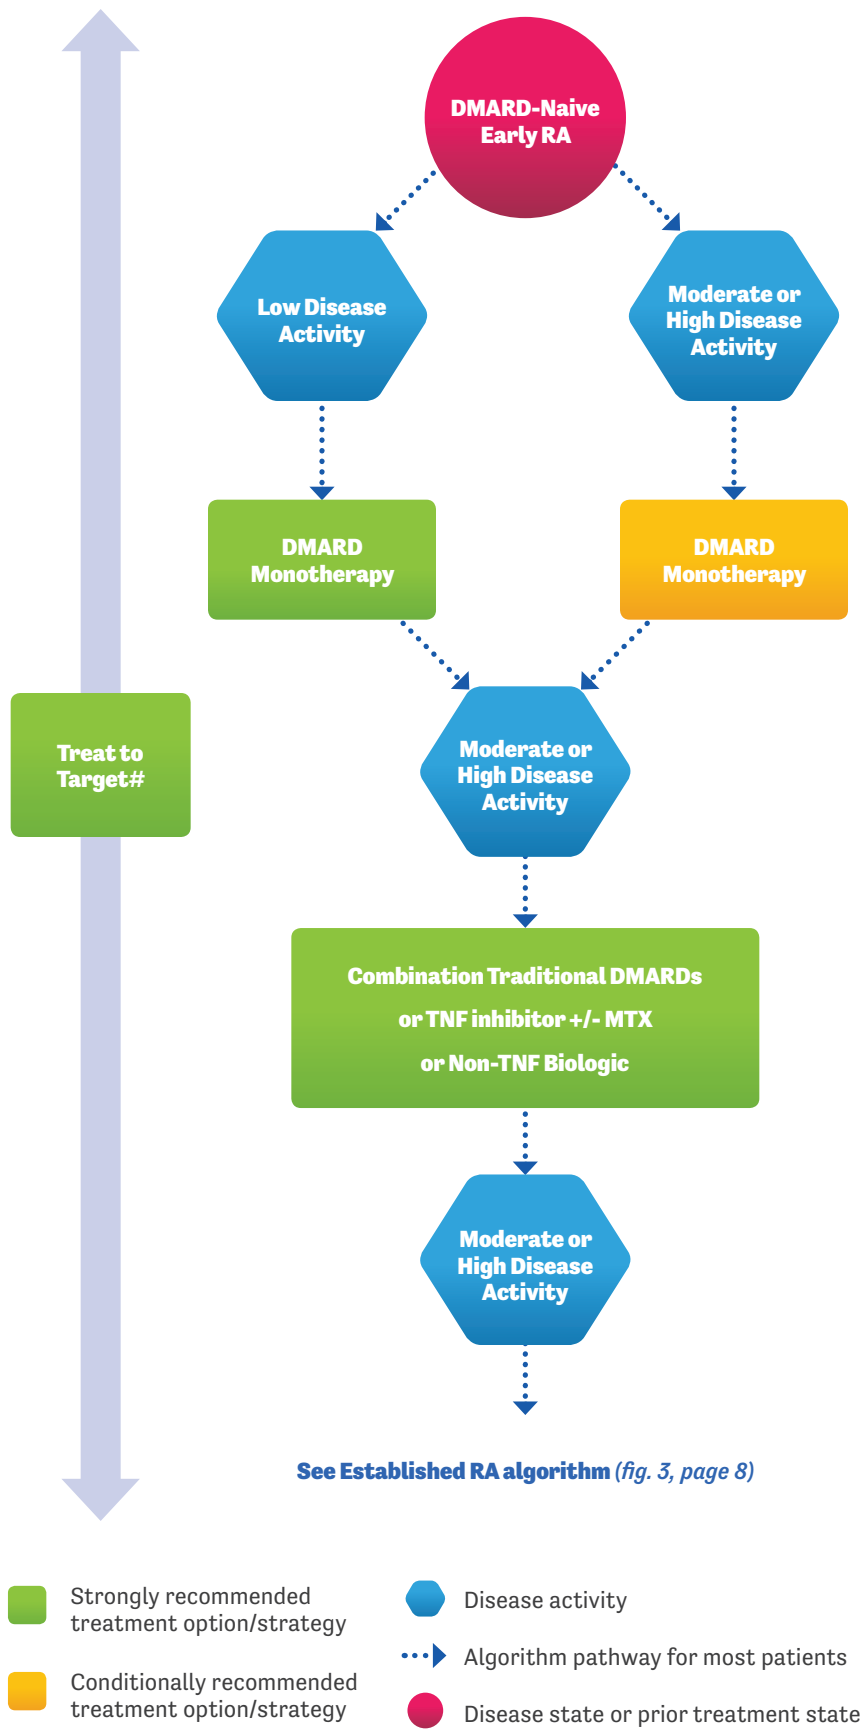 DMARD-Naive
Early RA
Low Disease
Activity
Moderate or
High Disease
Activity
DMARD
Monotherapy
DMARD
Monotherapy
Treat to
Target#
Moderate or
High Disease
Activity
Combination Traditional DMARDs
or TNF inhibitor +/- MTX
or Non-TNF Biologic
Moderate or
High Disease
Activity
See Established RA algorithm (fig. 3, page 8)
Strongly recommended
treatment option/strategy
Conditionally recommended
treatment option/strategy
Disease activity
Algorithm pathway for most patients
Disease state or prior treatment state